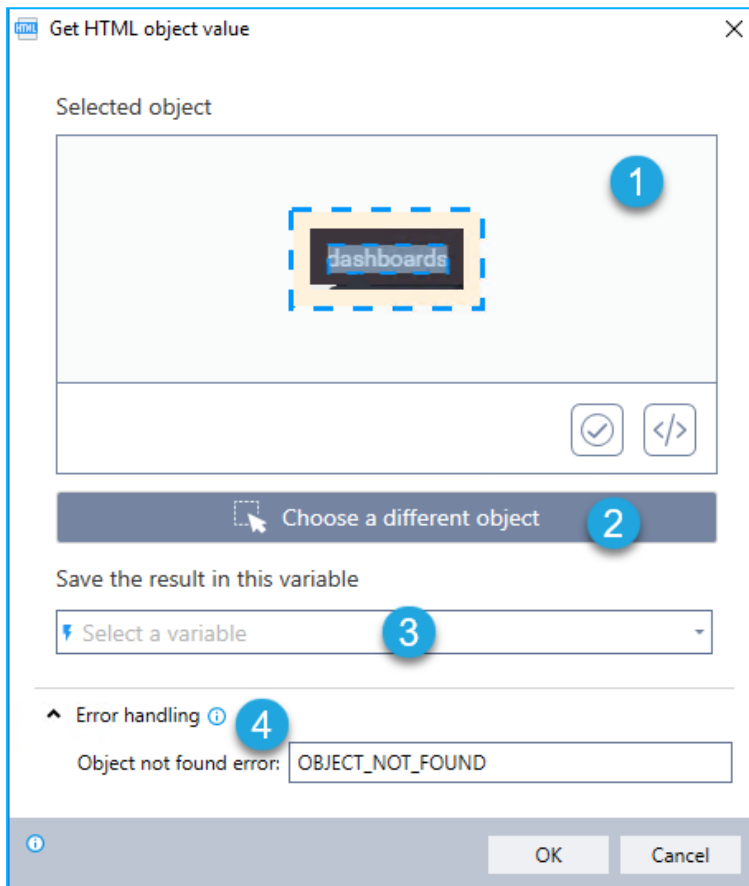 HTML Get HTML object value
Selected object
1
dashboards
</>
Choose a different object 2
Save the result in this variable
Select a variable 3
Error handling 4
Object not found error: OBJECT_NOT_FOUND
OK Cancel